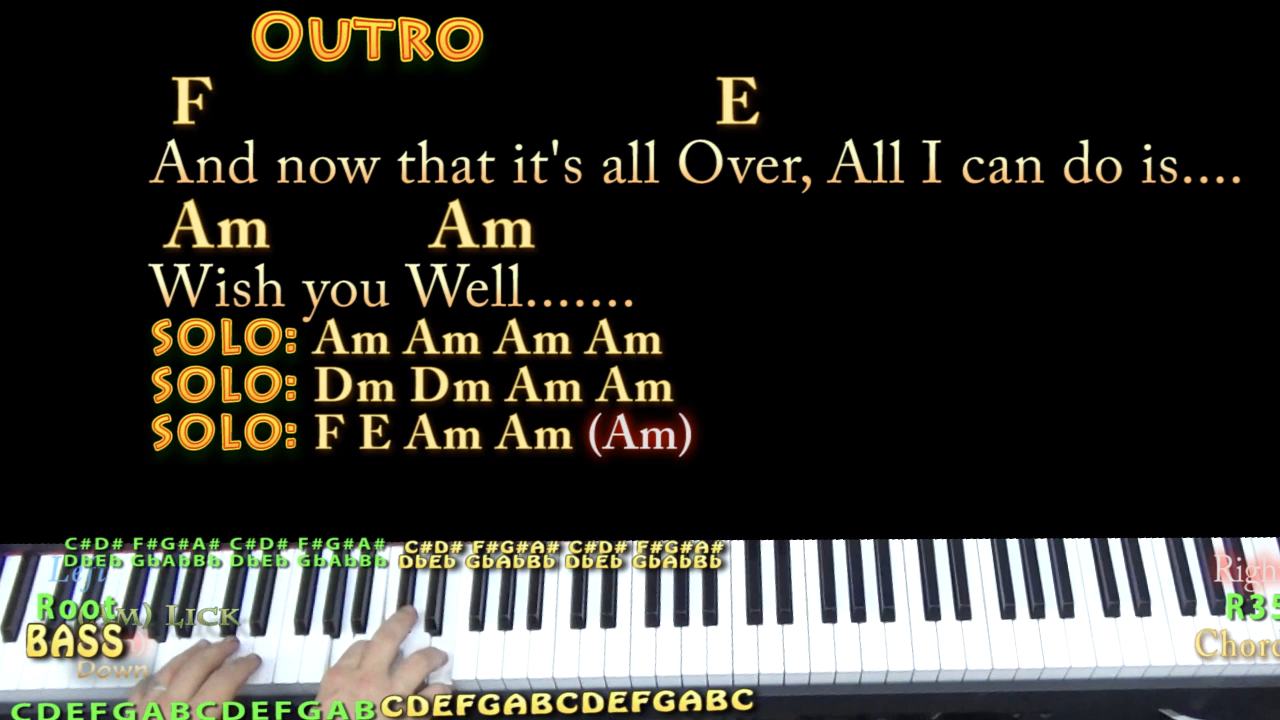 OUTRO
F E
And now that it's all Over, All I can do is....
Am Am
Wish you Well.......
SOLO: Am Am Am Am
SOLO: Dm Dm Am Am
SOLO: F E Am Am (Am)
C#D# F#G#A# C#D# F#G#A# C#D# F#G#A# C#D# F#G#A#
DbEb GbAbBb DbEb GbAbBb DbEb GbAbBb DbEb GbAbBb
Root LICK
BASS
Down
R35
CDEFGABCDEFGABCDEFGABCDEFGABC